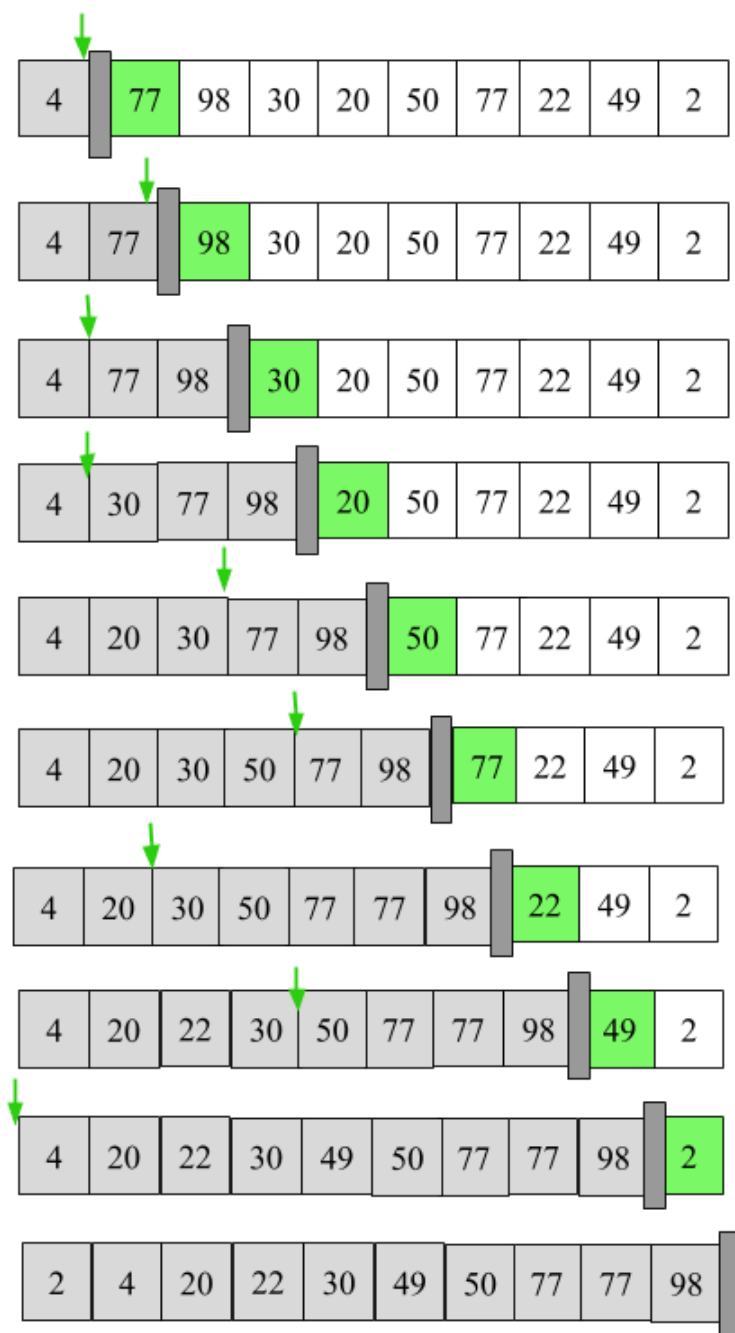 4 77 98 30 20 50 77 22 49 2
4 77 98 30 20 50 77 22 49 2
4 77 98 30 20 50 77 22 49 2
4 30 77 98 20 50 77 22 49 2
4 20 30 77 98 50 77 22 49 2
4 20 30 50 77 98 77 22 49 2
4 20 30 50 77 77 98 22 49 2
4 20 22 30 50 77 77 98 49 2
4 20 22 30 49 50 77 77 98 2
2 4 20 22 30 49 50 77 77 98